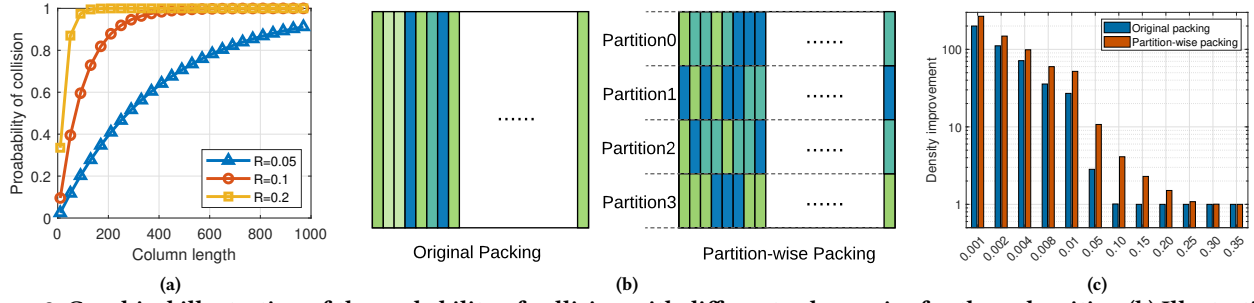 Proabability of collision
1
0.8
0.6
0.4
0.2
0
0 200 400 600 800 1000
Column length
R=0.05
R=0.1
R=0.2
(a)
......
Original Packing
Partition0
Partition1
Partition2
Partition3
......
......
......
......
Partition-wise Packing
(b)
Density improvement
100
10
1
Original packing
Partition-wise packing
0.001 0.002 0.004 0.008 0.01 0.05 0.10 0.15 0.20 0.25 0.30 0.35
(c)